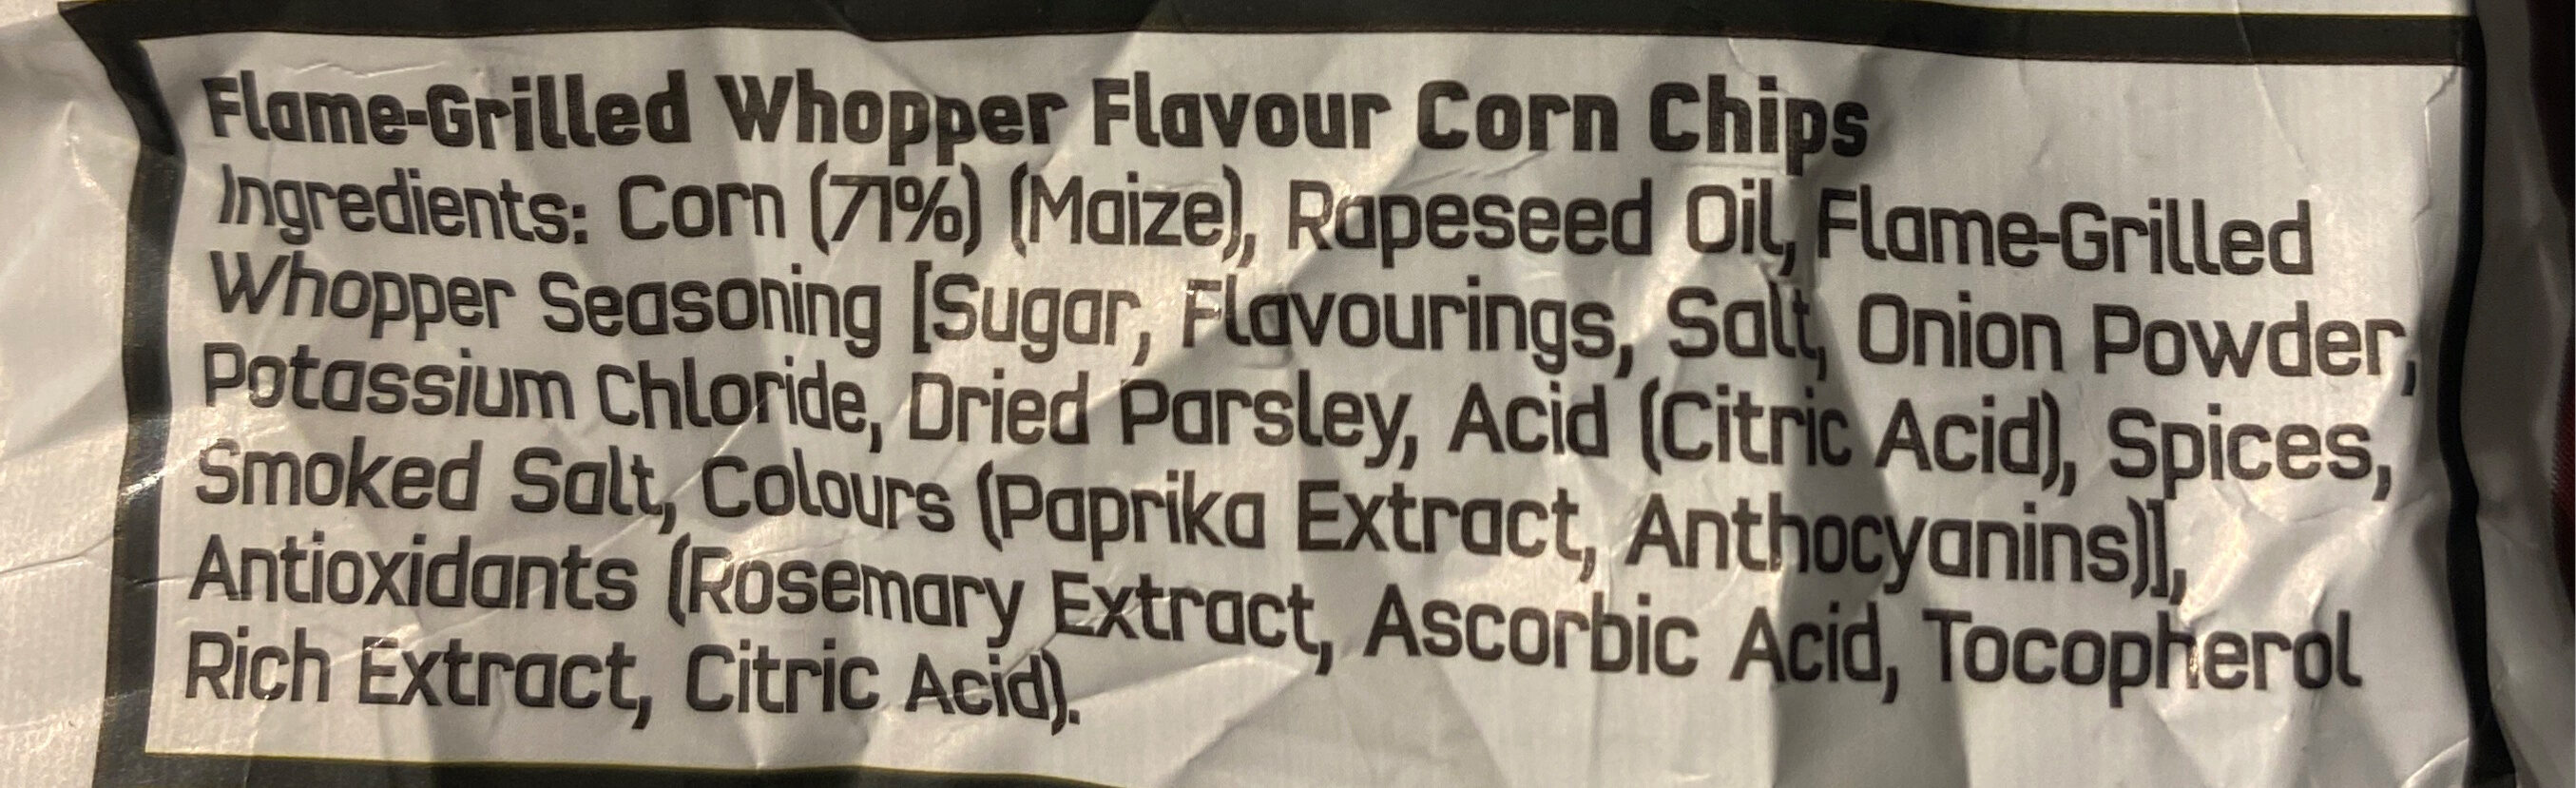 Flame-Grilled Whopper Flavour Corn Chips
Ingredients: Corn (71%) (Maize), Rapeseed Oil, Flame-Grilled
Whopper Seasoning [Sugar, Flavourings, Salt, Onion Powder,
Potassium Chloride, Dried Parsley, Acid (Citric Acid), Spices,
Smoked Salt, Colours (Paprika Extract, Anthocyanins)],
Antioxidants (Rosemary Extract, Ascorbic Acid, Tocopherol
Rich Extract, Citric Acid).